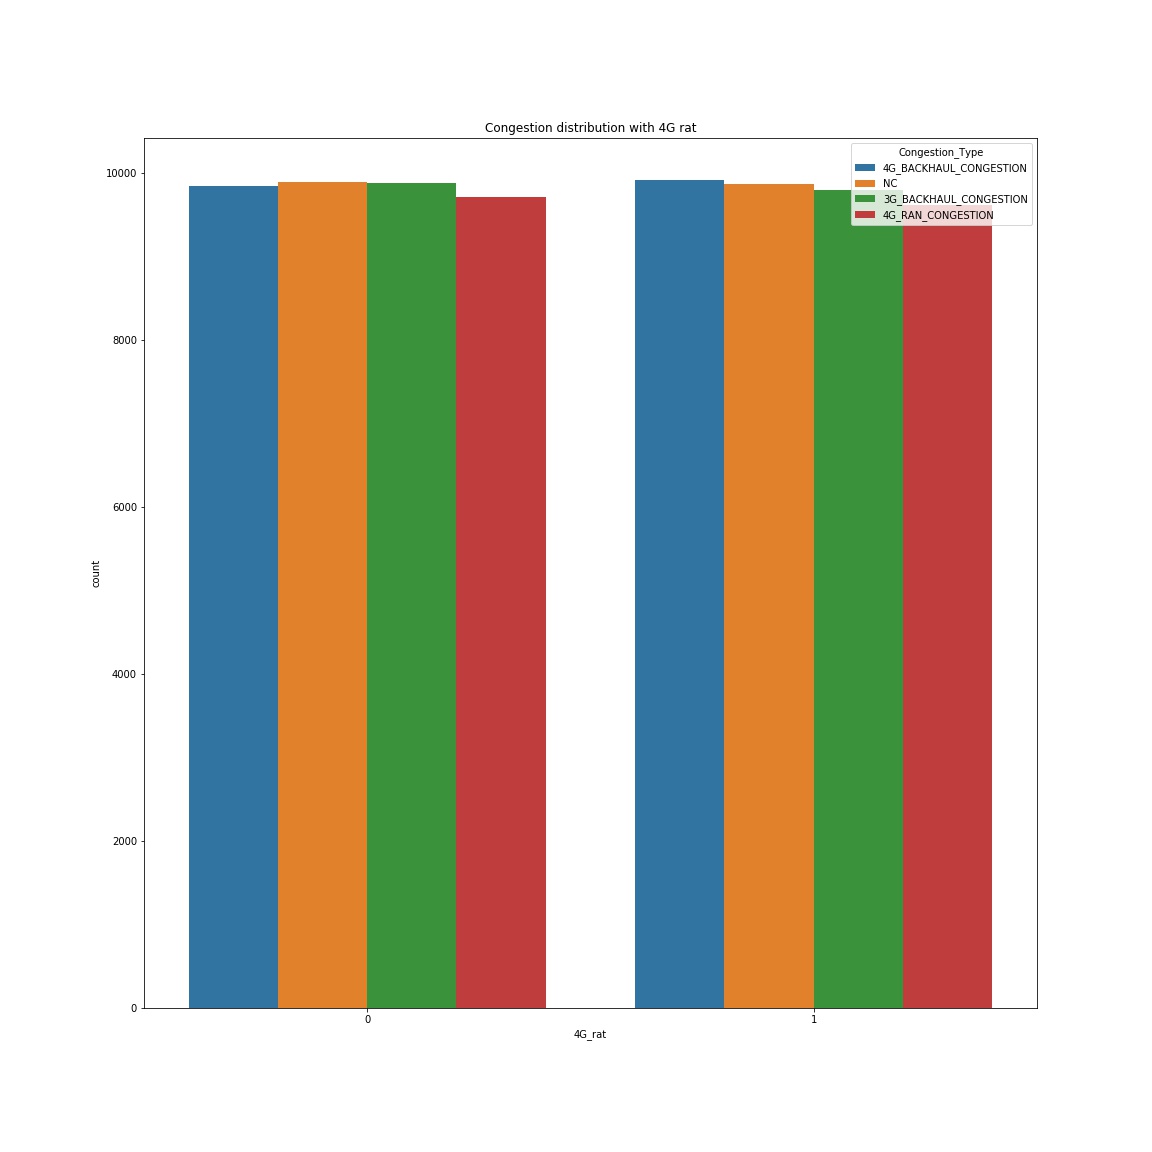 Congestion distribution with 4G rat
Congestion_Type
4G_BACKHAUL_CONGESTION
NC
3G_BACKHAUL_CONGESTION
4G_RAN_CONGESTION
10000
8000
6000
4000
2000
0
count
0 1
4G_rat